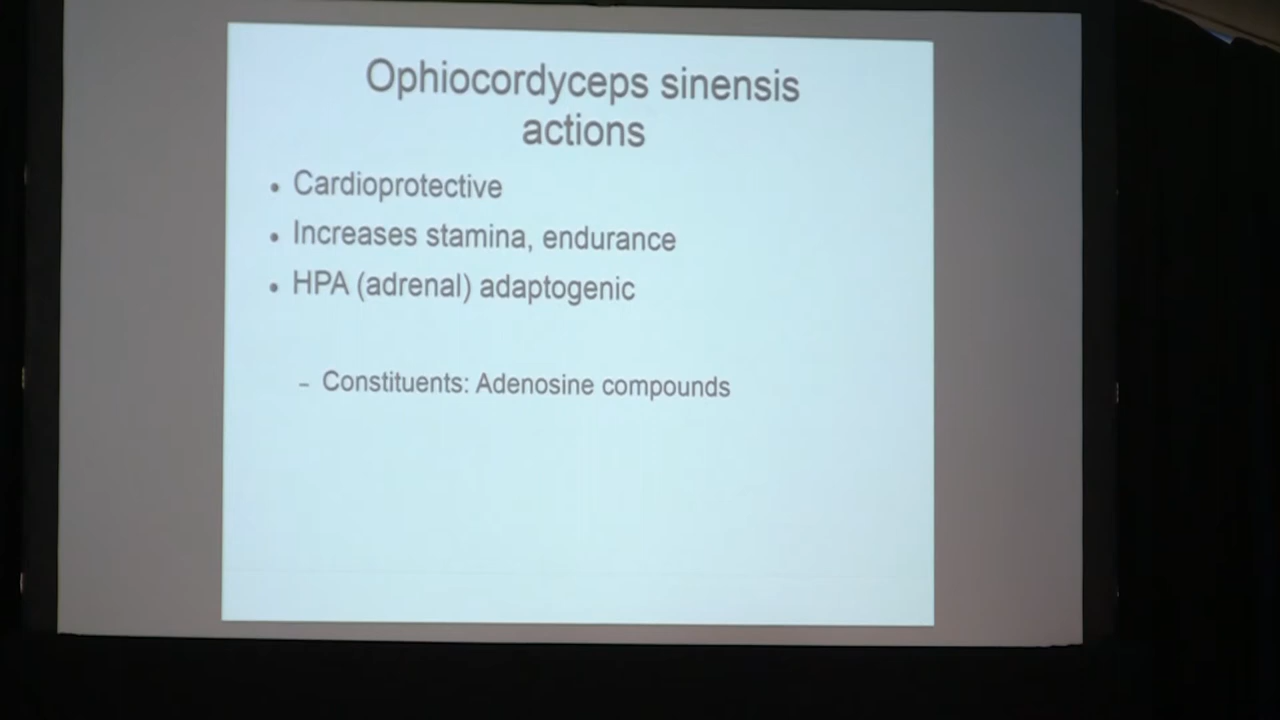 Ophiocordyceps sinensis
actions
• Cardioprotective
• Increases stamina, endurance
• HPA (adrenal) adaptogenic
– Constituents: Adenosine compounds